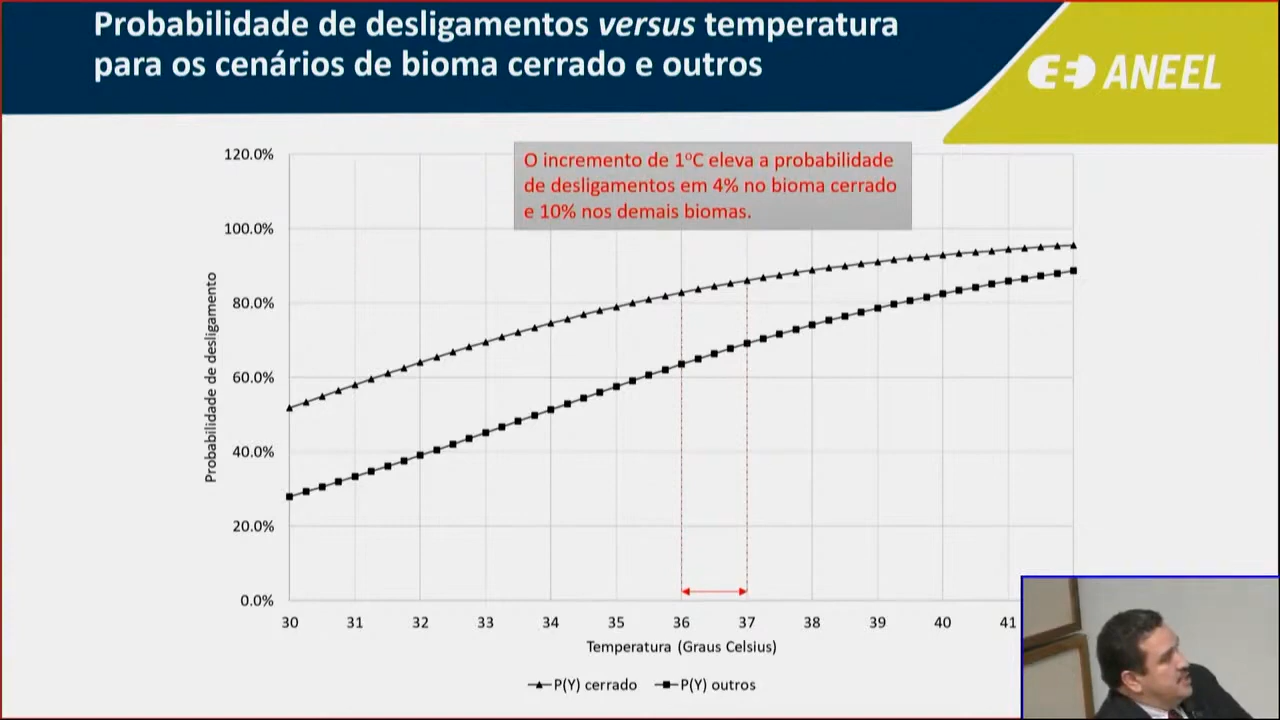 Probabilidade de desligamentos versus temperatura
para os cenários de bioma cerrado e outros
ANEEL
O incremento de 1ºC eleva a probabilidade
de desligamentos em 4% no bioma cerrado
e 10% nos demais biomas.
Probabilidade de desligamento
120.0%
100.0%
80.0%
60.0%
40.0%
20.0%
0.0%
30 31 32 33 34 35 36 37 38 39 40 41
Temperatura (Graus Celsius)
P(Y) cerrado P(Y) outros